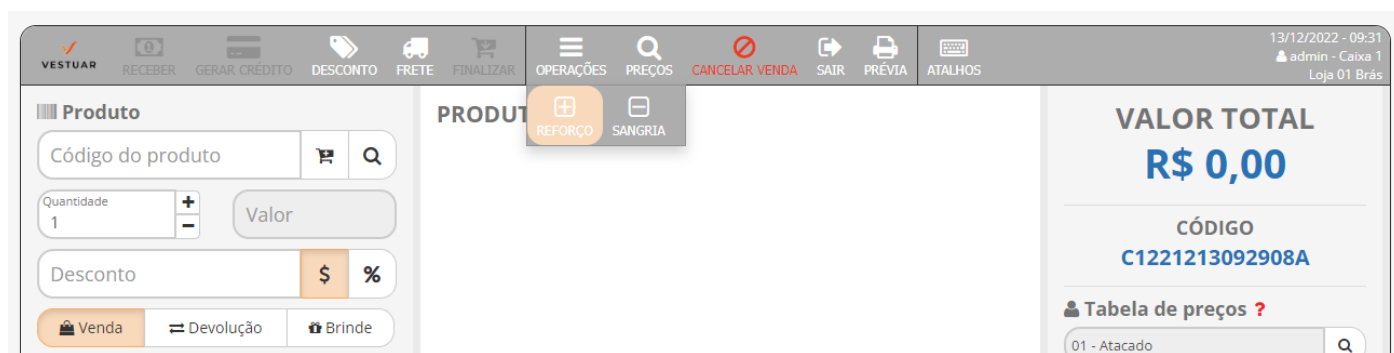 VESTUAR
RECEBER
GERAR CRÉDITO
DESCONTO
FRETE
FINALIZAR
OPERAÇÕES
PREÇOS
CANCELAR VENDA
SAIR
PRÉVIA
ATALHOS
13/12/2022 - 09:31
admin - Caixa 1
Loja 01 Brás
REFORÇO
SANGRIA
Produto
Código do produto
Quantidade
1
Valor
Desconto
$ %
Venda
Devolução
Brinde
PRODUT
VALOR TOTAL
R$ 0,00
CÓDIGO
C1221213092908A
Tabela de preços ?
01 - Atacado